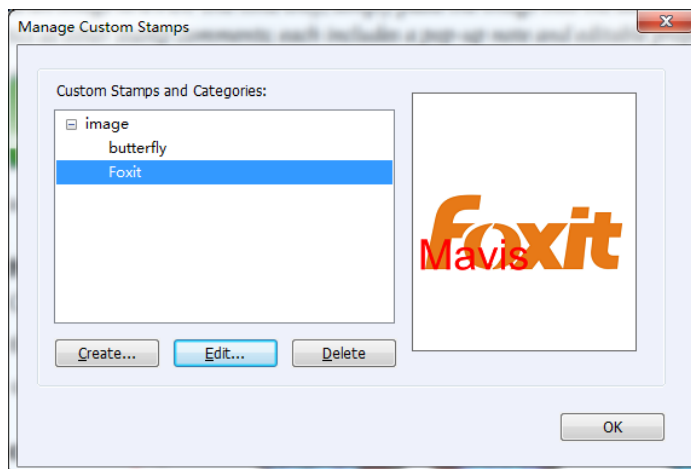 Manage Custom Stamps
Custom Stamps and Categories:
image
butterfly
Foxit
foxit
Mavis
Create...
Edit...
Delete
OK